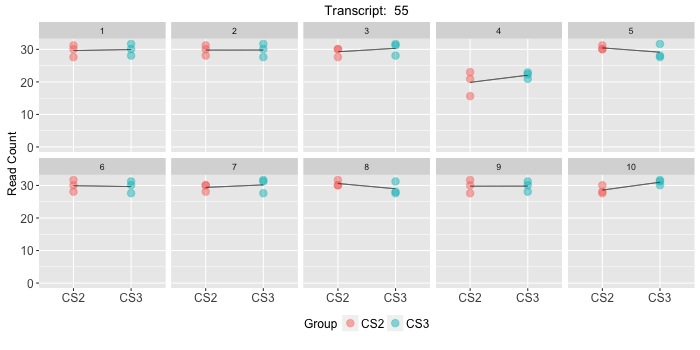 Transcript: 55
1 2 3 4 5
30
20
10
0
Read Count
6 7 8 9 10
30
20
10
0
CS2 CS3 CS2 CS3 CS2 CS3 CS2 CS3 CS2 CS3
Group CS2 CS3